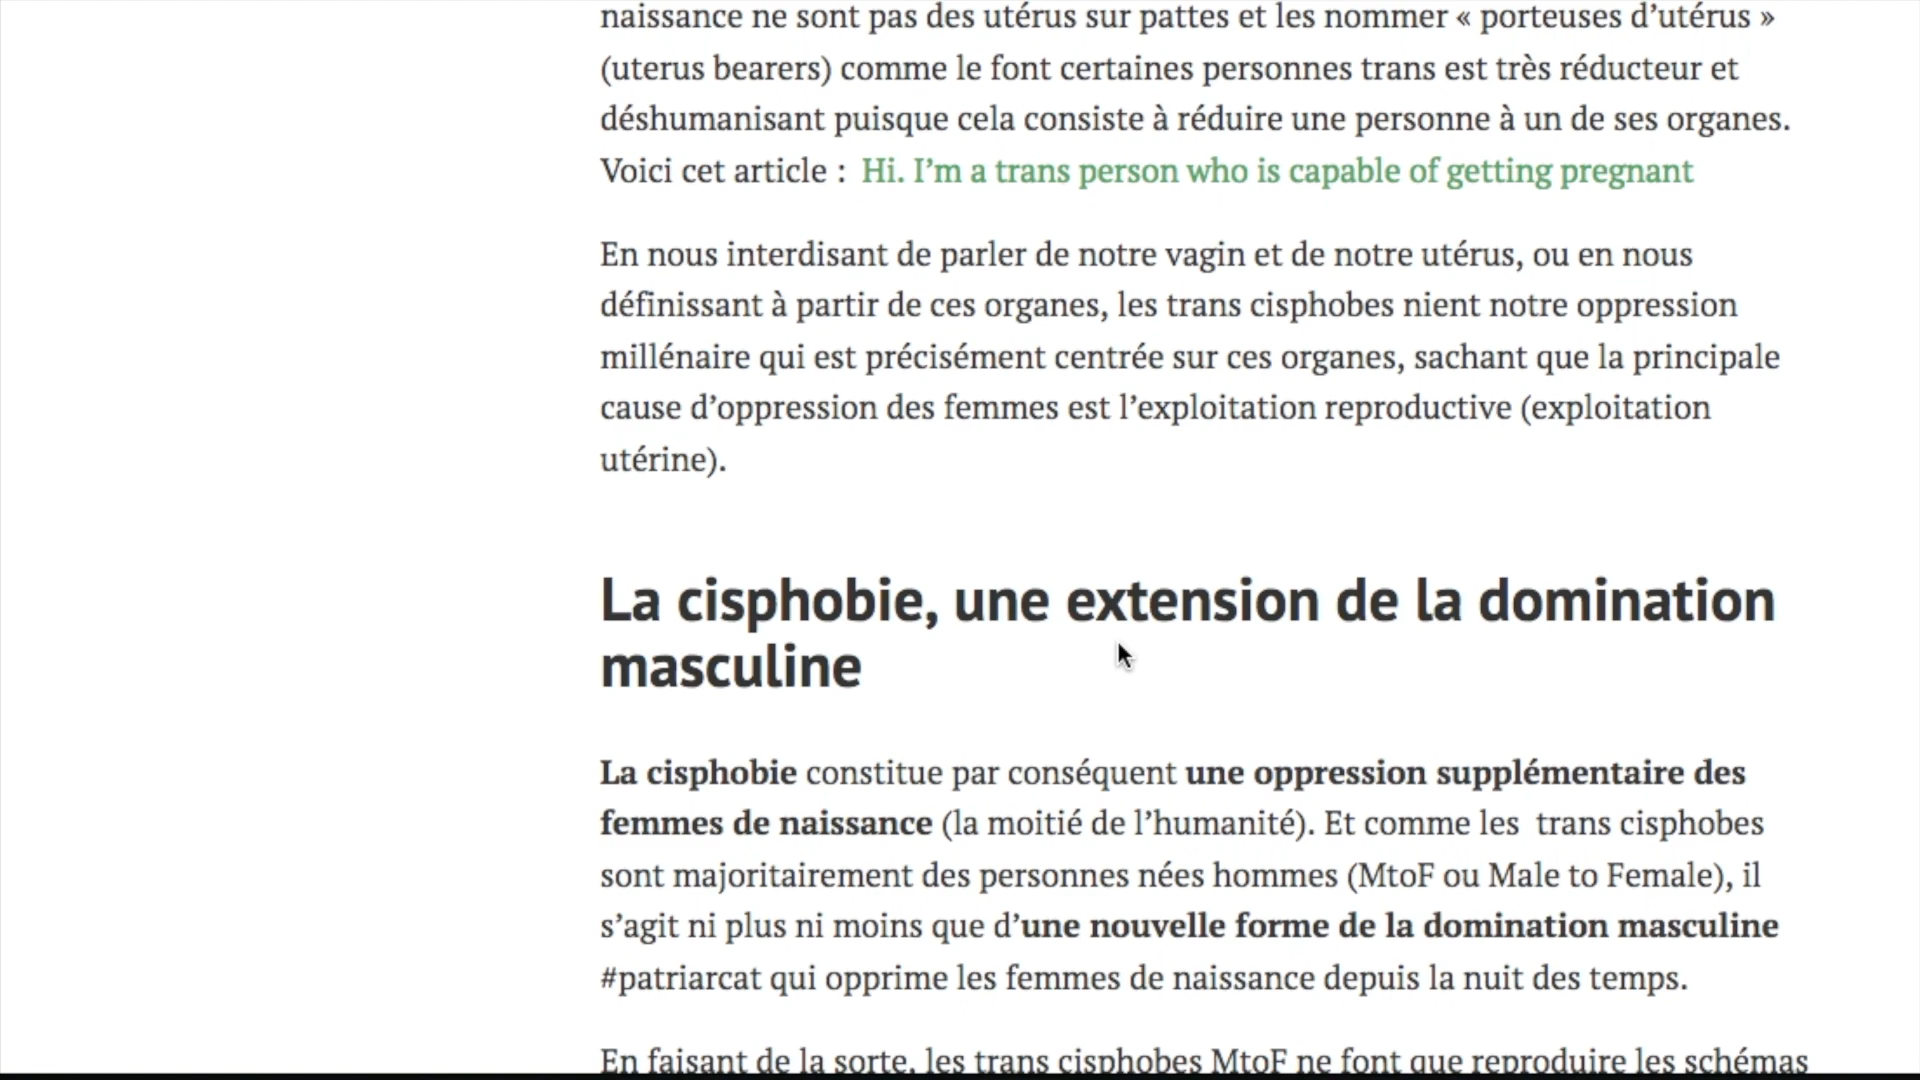 naissance ne sont pas des utérus sur pattes et les nommer « porteuses d’utérus »
(uterus bearers) comme le font certaines personnes trans est très réducteur et
déshumanisant puisque cela consiste à réduire une personne à un de ses organes.
Voici cet article :  Hi. I’m a trans person who is capable of getting pregnant
En nous interdisant de parler de notre vagin et de notre utérus, ou en nous
définissant à partir de ces organes, les trans cisphobes nient notre oppression
millénaire qui est précisément centrée sur ces organes, sachant que la principale
cause d’oppression des femmes est l’exploitation reproductive (exploitation
utérine).
La cisphobie, une extension de la domination
masculine
La cisphobie constitue par conséquent une oppression supplémentaire des
femmes de naissance (la moitié de l’humanité). Et comme les  trans cisphobes
sont majoritairement des personnes nées hommes (MtoF ou Male to Female), il
s’agit ni plus ni moins que d’une nouvelle forme de la domination masculine
#patriarcat qui opprime les femmes de naissance depuis la nuit des temps.
En faisant de la sorte, les trans cisphobes MtoF ne font que reproduire les schémas